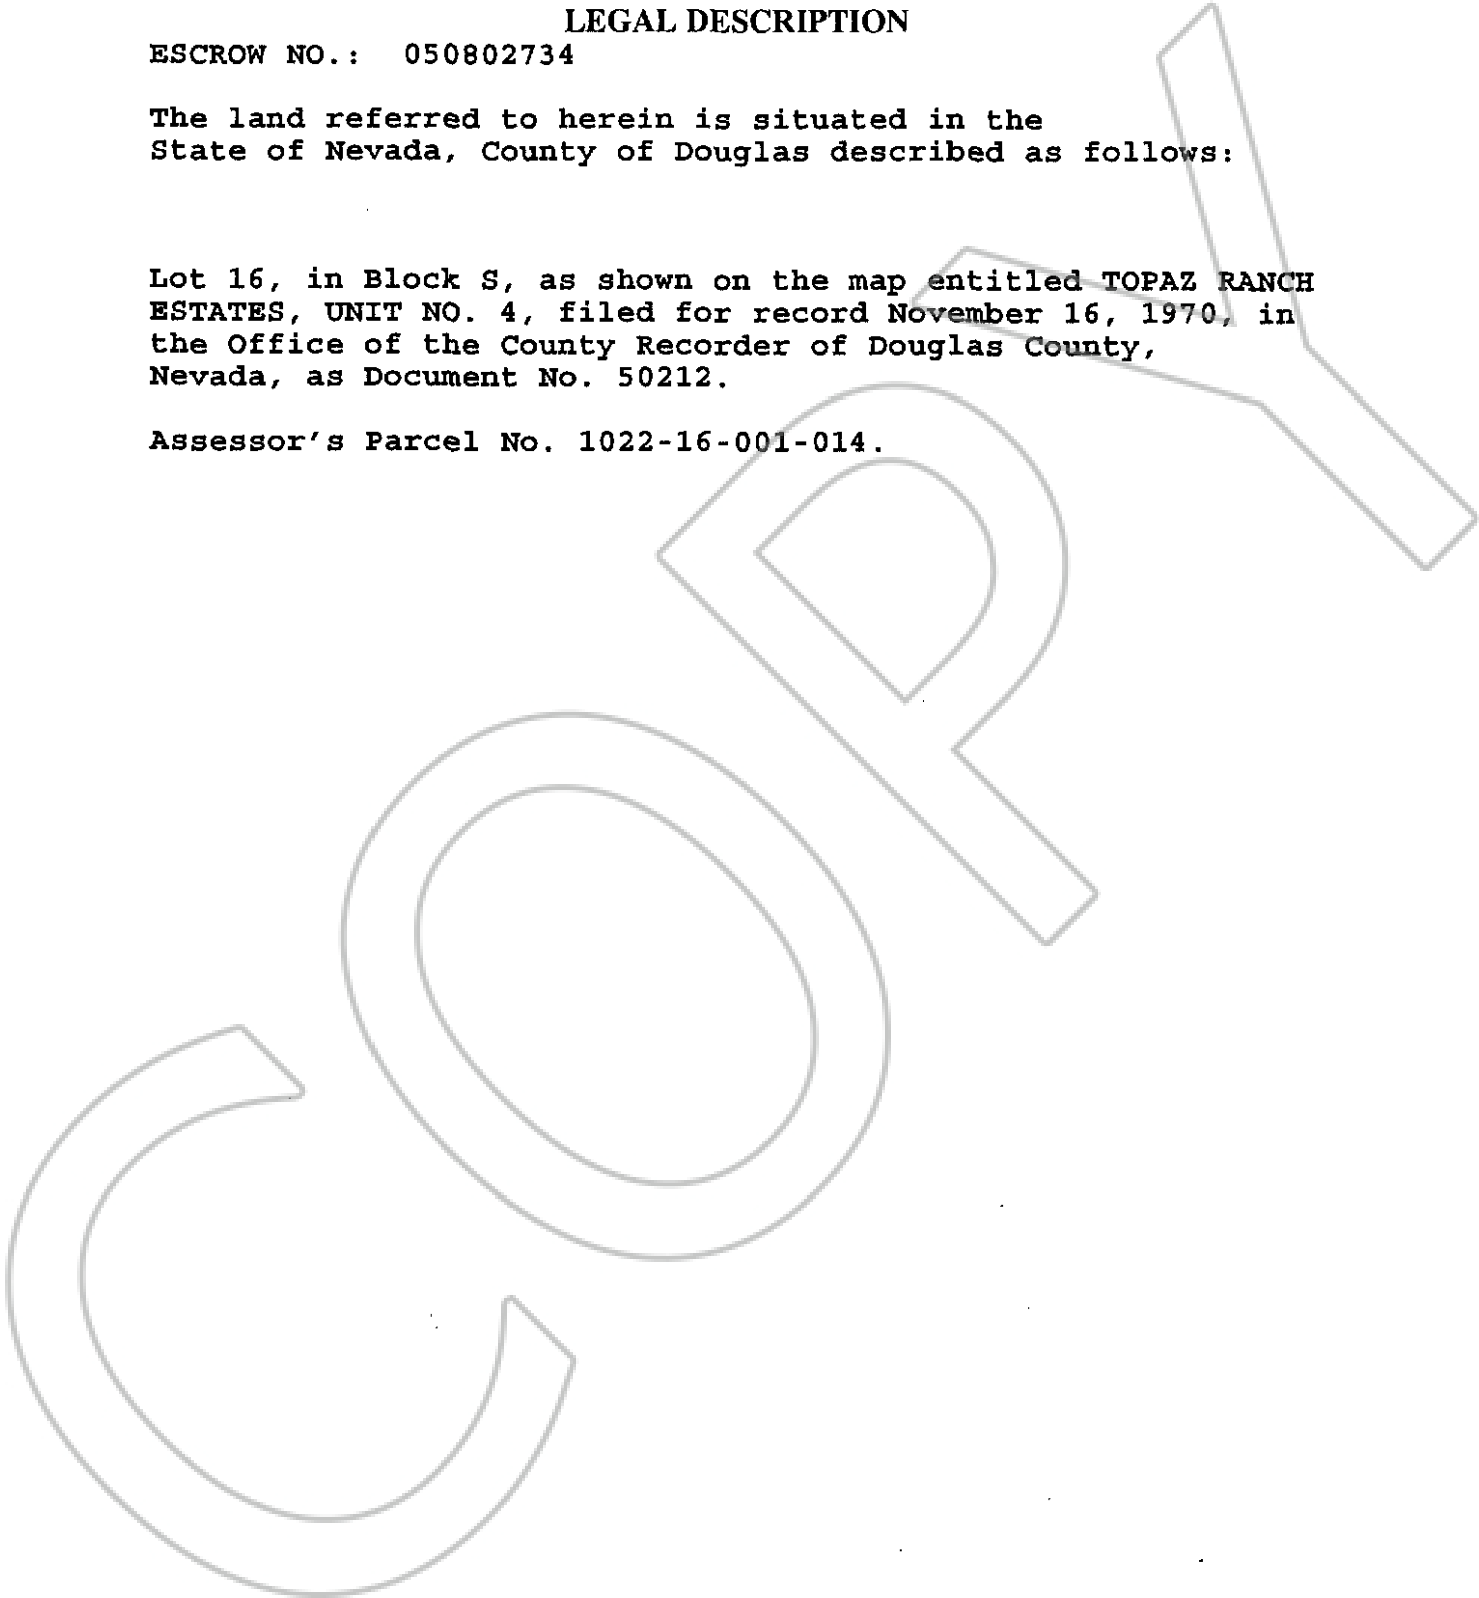 LEGAL DESCRIPTION
ESCROW NO.: 050802734
The land referred to herein is situated in the
State of Nevada, County of Douglas described as follows:
Lot 16, in Block S, as shown on the map entitled TOPAZ RANCH
ESTATES, UNIT NO. 4, filed for record November 16, 1970, in
the Office of the County Recorder of Douglas County,
Nevada, as Document No. 50212.
Assessor's Parcel No. 1022-16-001-014.
COPY